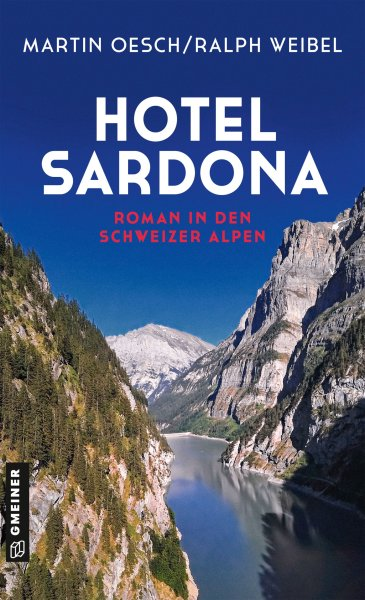 MARTIN OESCH/RALPH WEIBEL
HOTEL
SARDONA
ROMAN IN DEN
SCHWEIZER ALPEN
GMEINER